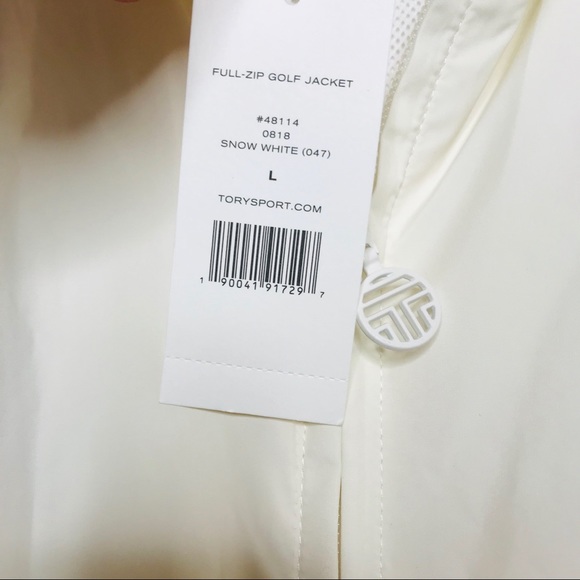 FULL-ZIP GOLF JACKET
#48114
0818
SNOW WHITE (047)
L
TORYSPORT.COM
1 90041 91729 7